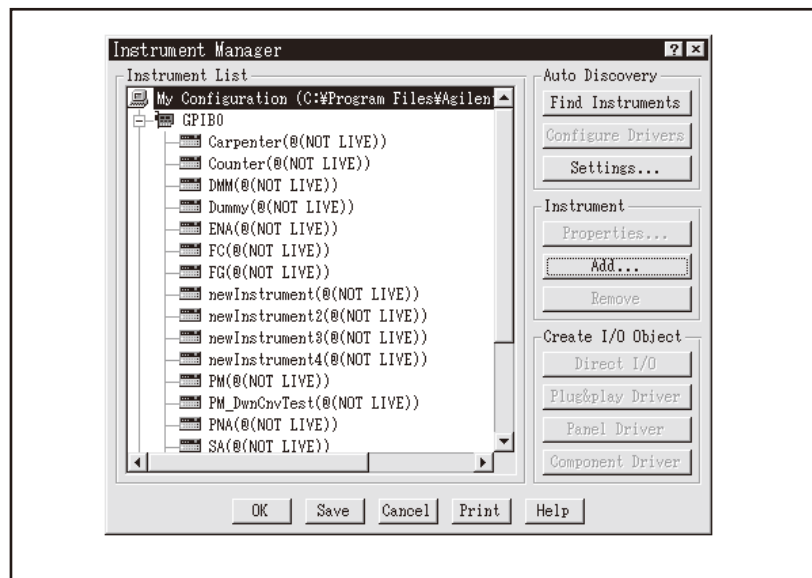 Instrument Manager
Instrument List
My Configuration (C:¥Program Files¥Agilen
GPIB0
Carpenter(@(NOT LIVE))
Counter(@(NOT LIVE))
DMM(@(NOT LIVE))
Dummy(@(NOT LIVE))
ENA(@(NOT LIVE))
FC(@(NOT LIVE))
FG(@(NOT LIVE))
newInstrument(@(NOT LIVE))
newInstrument2(@(NOT LIVE))
newInstrument3(@(NOT LIVE))
newInstrument4(@(NOT LIVE))
PM(@(NOT LIVE))
PM_DwnCnvTest(@(NOT LIVE))
PNA(@(NOT LIVE))
SA(@(NOT LIVE))
Auto Discovery
Find Instruments
Configure Drivers
Settings...
Instrument
Properties...
Add...
Remove
Create I/O Object
Direct I/O
Plug&play Driver
Panel Driver
Component Driver
OK Save Cancel Print Help